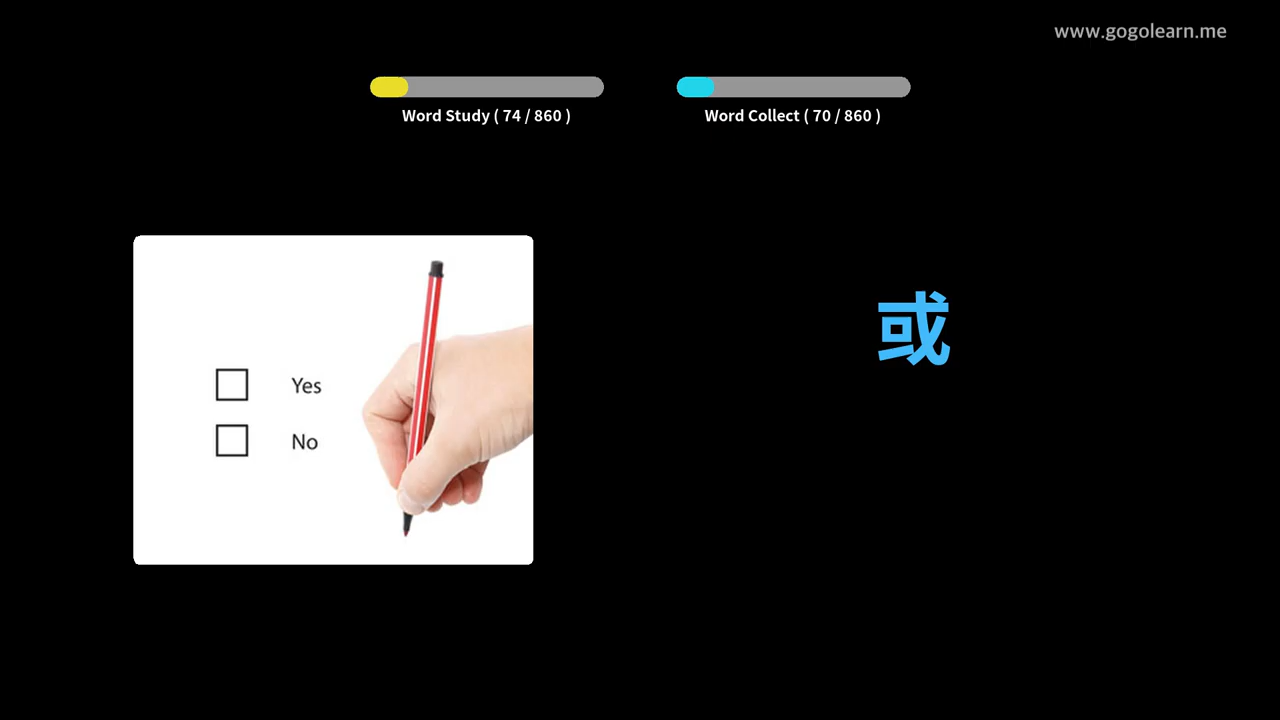 www.gogolearn.me
Word Study ( 74 / 860 )
Word Collect ( 70 / 860 )
或
Yes
No